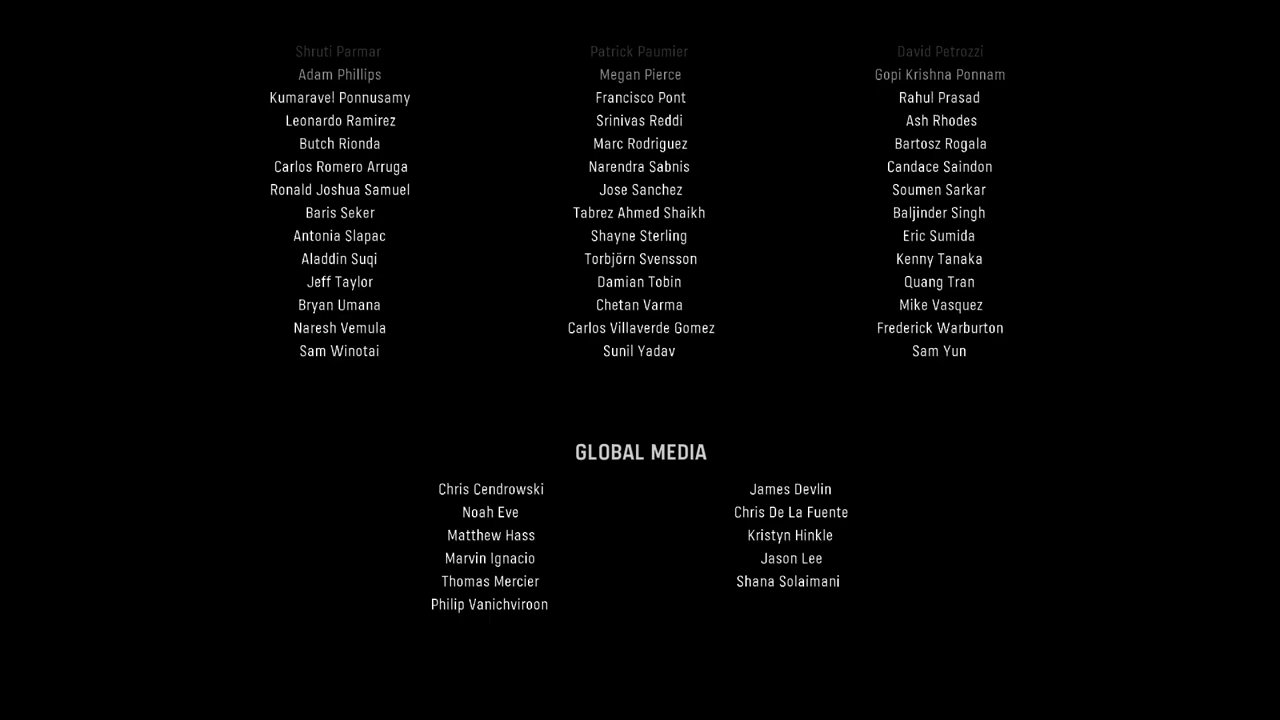 Shruti Parmar Patrick Paumier David Petrozzi
Adam Phillips Megan Pierce Gopi Krishna Ponnam
Kumaravel Ponnusamy Francisco Pont Rahul Prasad
Leonardo Ramirez Srinivas Reddi Ash Rhodes
Butch Rionda Marc Rodriguez Bartosz Rogala
Carlos Romero Arruga Narendra Sabnis Candace Saindon
Ronald Joshua Samuel Jose Sanchez Soumen Sarkar
Baris Seker Tabrez Ahmed Shaikh Baljinder Singh
Antonia Slapac Shayne Sterling Eric Sumida
Aladdin Suqi Torbjörn Svensson Kenny Tanaka
Jeff Taylor Damian Tobin Quang Tran
Bryan Umana Chetan Varma Mike Vasquez
Naresh Vemula Carlos Villaverde Gomez Frederick Warburton
Sam Winotai Sunil Yadav Sam Yun
GLOBAL MEDIA
Chris Cendrowski James Devlin
Noah Eve Chris De La Fuente
Matthew Hass Kristyn Hinkle
Marvin Ignacio Jason Lee
Thomas Mercier Shana Solaimani
Philip Vanichviroon